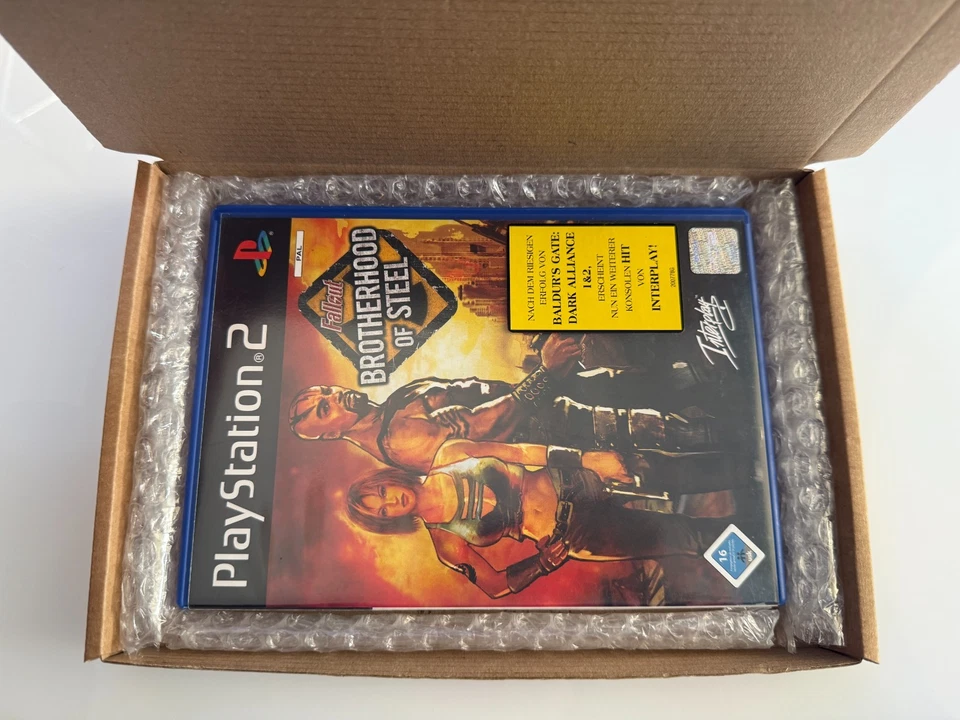 PlayStation®2
PAL
Fallout
BROTHERHOOD
OF STEEL
NACH DEM RIESIGEN
ERFOLG VON
BALDUR'S GATE:
DARK ALLIANCE
1&2,
ERSCHEINT
NUN EIN WEITERER
KONSOLEN HIT
VON
INTERPLAY!
Interplay
16